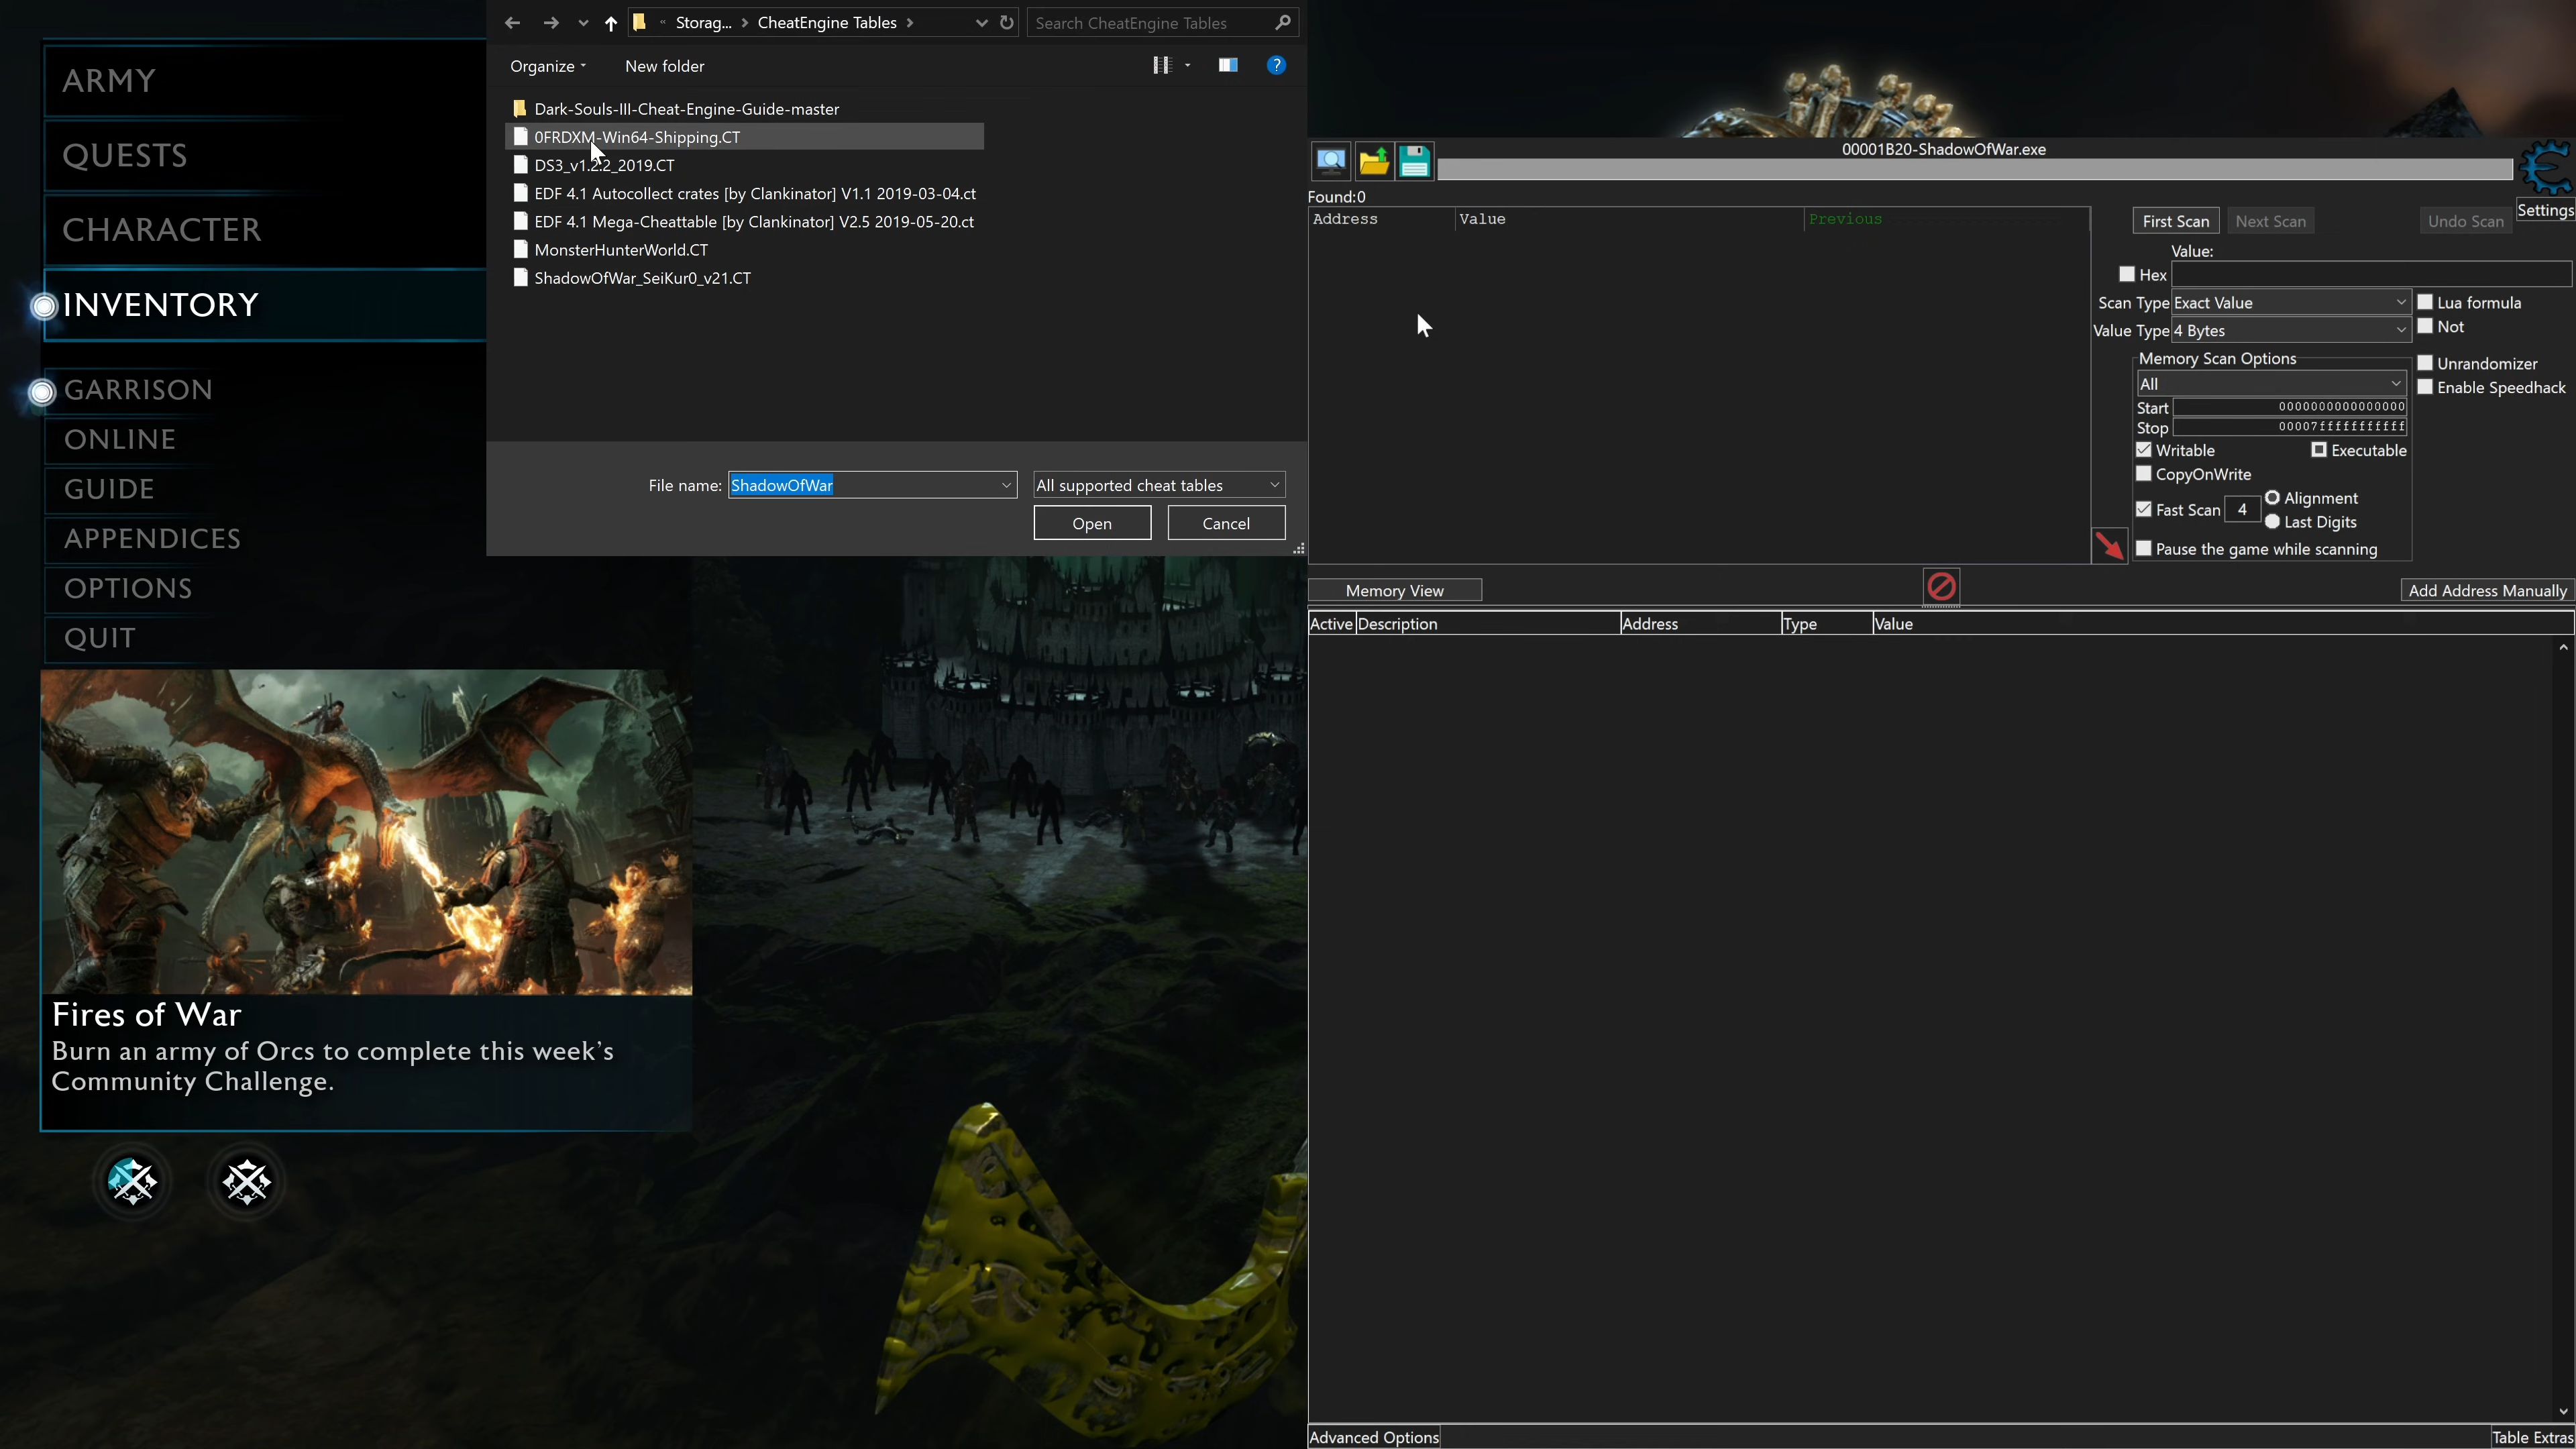 ARMY
QUESTS
CHARACTER
INVENTORY
GARRISON
ONLINE
GUIDE
APPENDICES
OPTIONS
QUIT
Fires of War
Burn an army of Orcs to complete this week's
Community Challenge.
« Storag... > CheatEngine Tables >
Search CheatEngine Tables
Organize
New folder
?
Dark-Souls-III-Cheat-Engine-Guide-master
0FRDXM-Win64-Shipping.CT
DS3_v1.2.2_2019.CT
EDF 4.1 Autocollect crates [by Clankinator] V1.1 2019-03-04.ct
EDF 4.1 Mega-Cheattable [by Clankinator] V2.5 2019-05-20.ct
MonsterHunterWorld.CT
ShadowOfWar_SeiKur0_v21.CT
File name: ShadowOfWar
All supported cheat tables
Open
Cancel
00001B20-ShadowOfWar.exe
Found:0
Settings
Address Value Previous
First Scan Next Scan Undo Scan
Value:
Hex
Scan Type Exact Value
Lua formula
Value Type 4 Bytes
Not
Memory Scan Options
All
Unrandomizer
Enable Speedhack
Start 0000000000000000
Stop 00007fffffffffff
Writable Executable
CopyOnWrite
Fast Scan 4 Alignment
Last Digits
Pause the game while scanning
Memory View
Add Address Manually
Active Description Address Type Value
Advanced Options
Table Extras